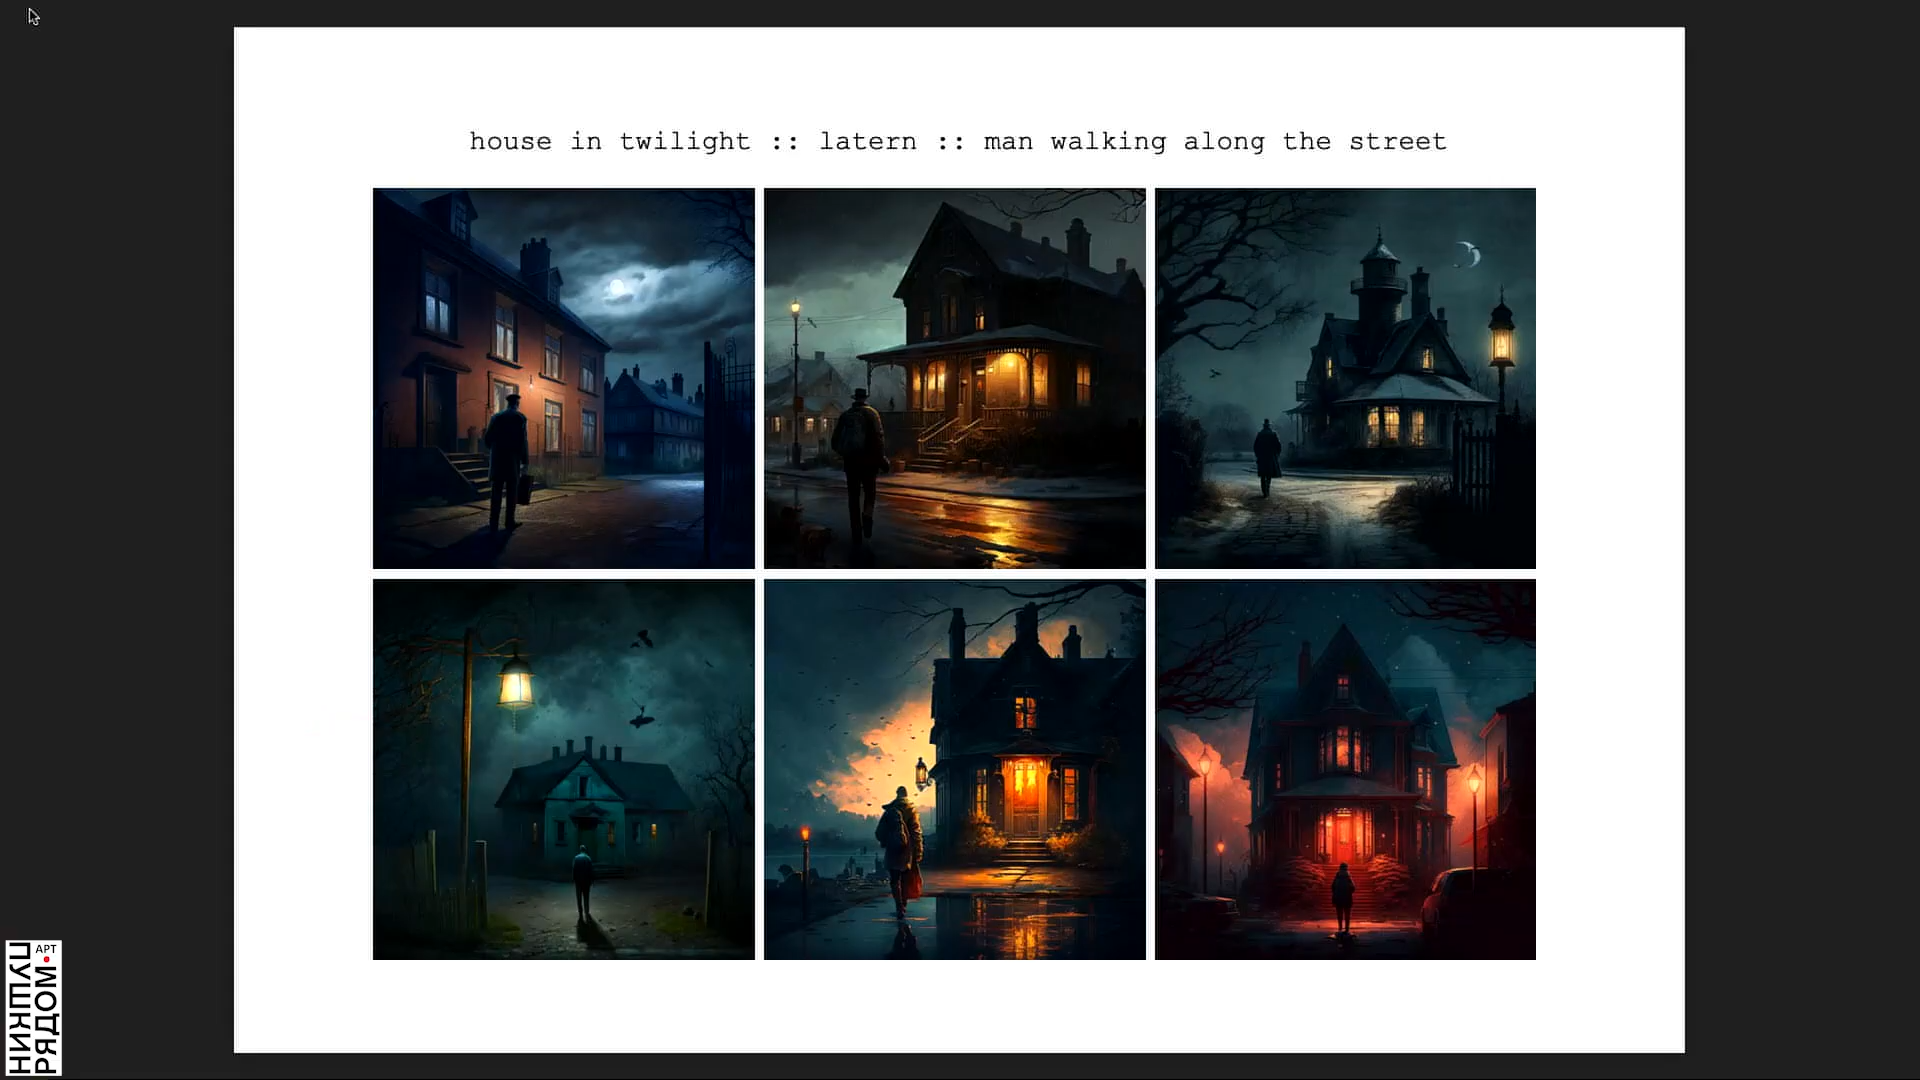 house in twilight :: latern :: man walking along the street
ПУШКИН
РЯДОМ•АРТ